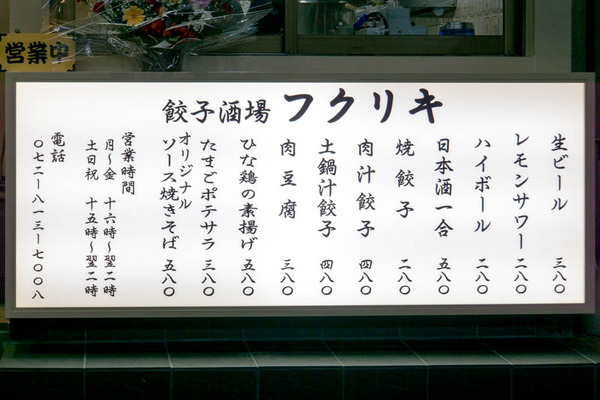 営業中
餃子酒場 フクリキ
生ビール 三八〇
レモンサワー 二八〇
ハイボール 二八〇
日本酒一合 五八〇
焼餃子 二八〇
肉汁餃子 四八〇
土鍋汁餃子 四八〇
肉豆腐 三八〇
ひな鶏の素揚げ 五八〇
たまごポテサラ 三八〇
オリジナル
ソース焼きそば 五八〇
営業時間
月〜金 十六時〜翌二時
土日祝 十五時〜翌二時
電話
〇七二ー八一三ー七〇〇八